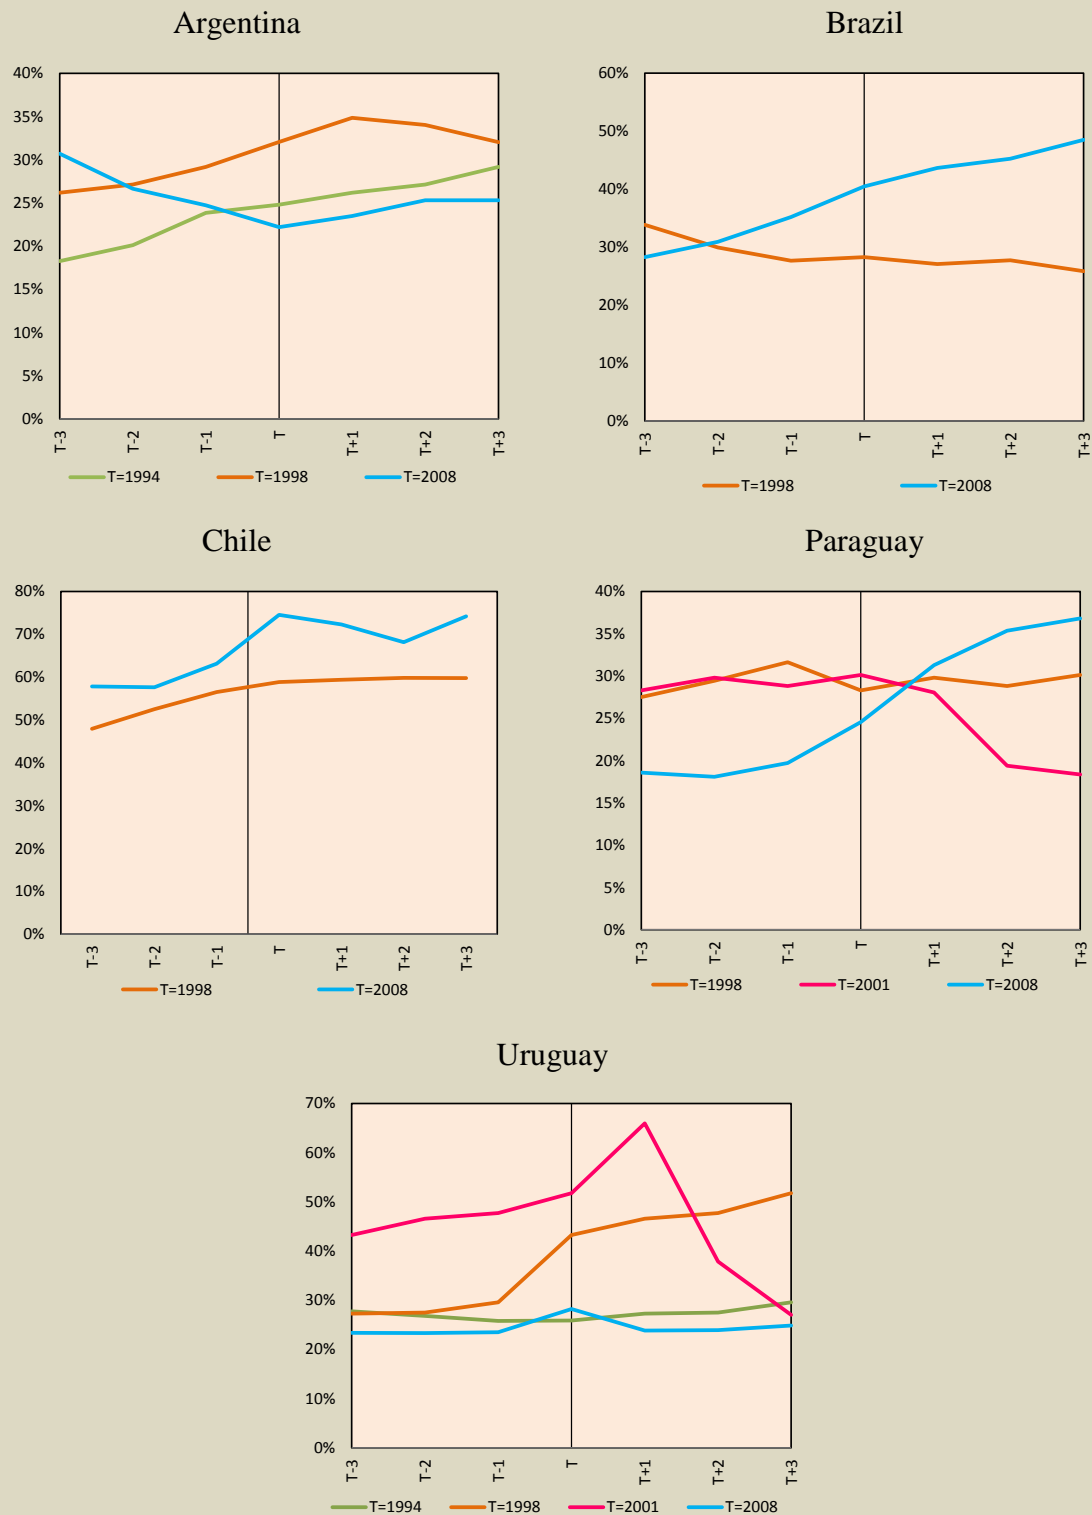 Argentina
40%
35%
30%
25%
20%
15%
10%
5%
0%
T-3 T-2 T-1 T T+1 T+2 T+3
T=1994 T=1998 T=2008
Brazil
60%
50%
40%
30%
20%
10%
0%
T-3 T-2 T-1 T T+1 T+2 T+3
T=1998 T=2008
Chile
80%
70%
60%
50%
40%
30%
20%
10%
0%
T-3 T-2 T-1 T T+1 T+2 T+3
T=1998 T=2008
Paraguay
40%
35%
30%
25%
20%
15%
10%
5%
0%
T-3 T-2 T-1 T T+1 T+2 T+3
T=1998 T=2001 T=2008
Uruguay
70%
60%
50%
40%
30%
20%
10%
0%
T-3 T-2 T-1 T T+1 T+2 T+3
T=1994 T=1998 T=2001 T=2008